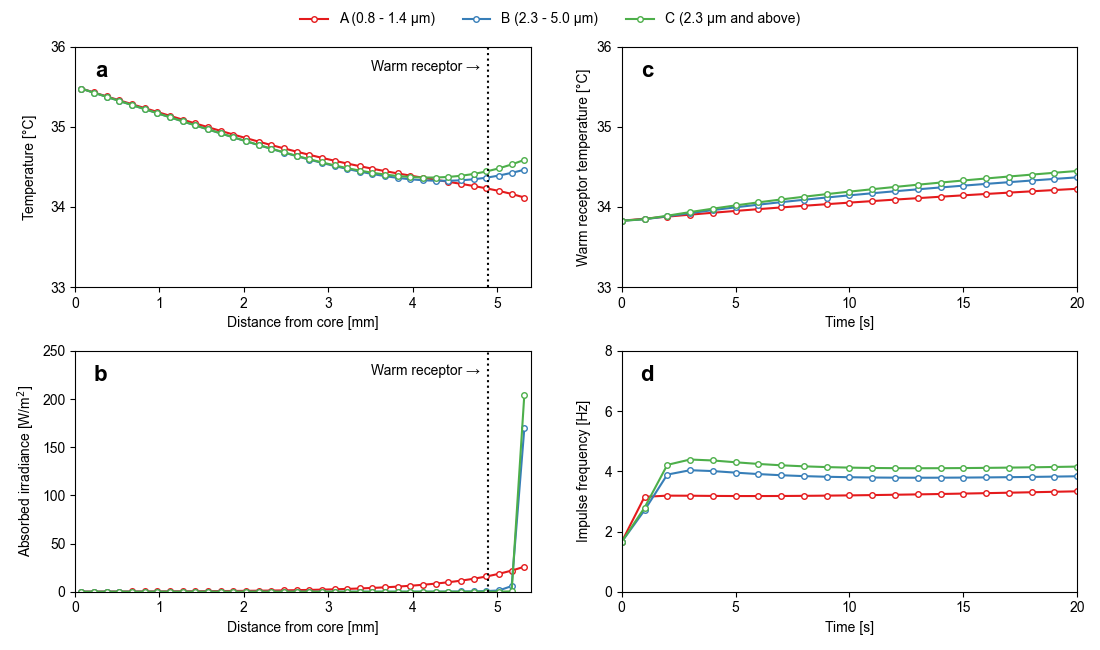 A (0.8 - 1.4 µm) B (2.3 - 5.0 µm) C (2.3 µm and above)
a
Warm receptor →
36
35
34
33
Temperature [°C]
0 1 2 3 4 5
Distance from core [mm]
c
36
35
34
33
Warm receptor temperature [°C]
0 5 10 15 20
Time [s]
b
Warm receptor →
250
200
150
100
50
0
Absorbed irradiance [W/m²]
0 1 2 3 4 5
Distance from core [mm]
d
8
6
4
2
0
Impulse frequency [Hz]
0 5 10 15 20
Time [s]